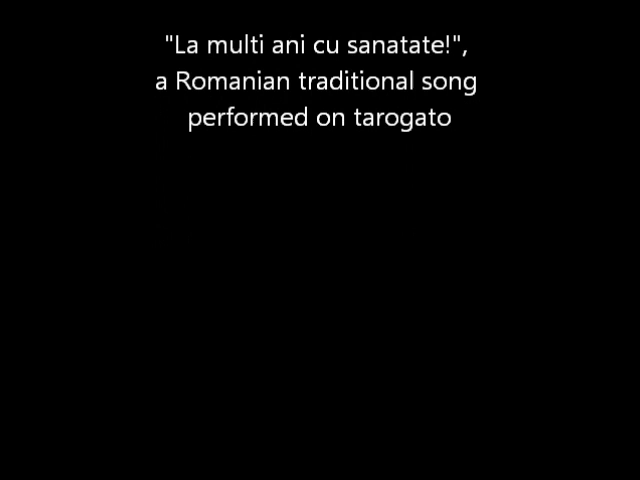 "La multi ani cu sanatate!",
a Romanian traditional song
performed on tarogato